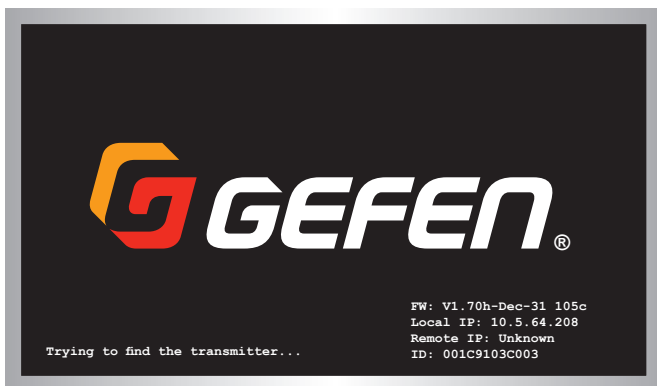 GEFEN®
FW: V1.70h-Dec-31 105c
Local IP: 10.5.64.208
Remote IP: Unknown
Trying to find the transmitter...
ID: 001C9103C003